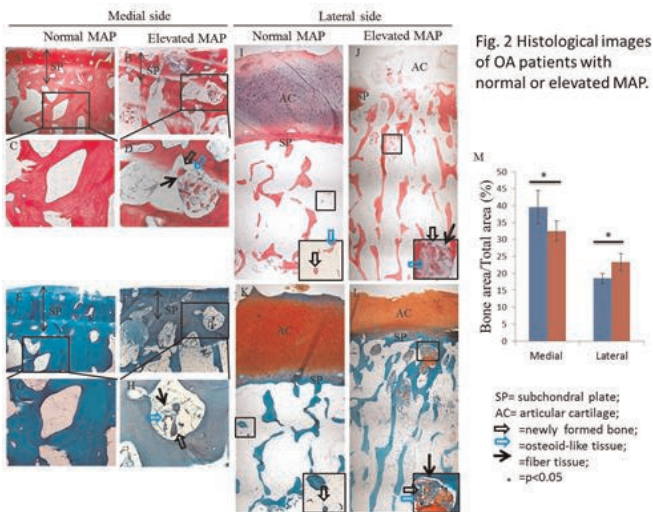 Medial side
Lateral side
Normal MAP
Elevated MAP
Normal MAP
Elevated MAP
Fig. 2 Histological images
of OA patients with
normal or elevated MAP.
SP
B
SP
I
AC
SP
J
AC
SP
C
D
E
SP
SP
G
H
K
AC
SP
L
AC
SP
M
Bone area/Total area (%)
50
45
40
35
30
25
20
15
10
5
0
*
*
Medial
Lateral
SP= subchondral plate;
AC= articular cartilage;
=newly formed bone;
=osteoid-like tissue;
=fiber tissue;
* =p<0.05